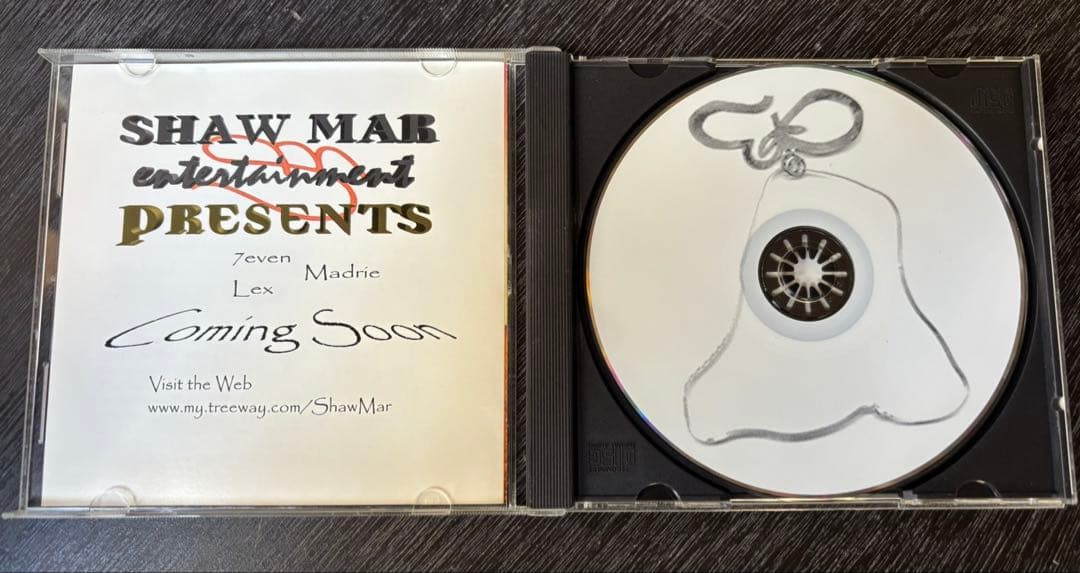 SHAW MAR
entertainment
PRESENTS
7even
Madrie
Lex
Coming Soon
Visit the Web
www.my.treeway.com/ShawMar